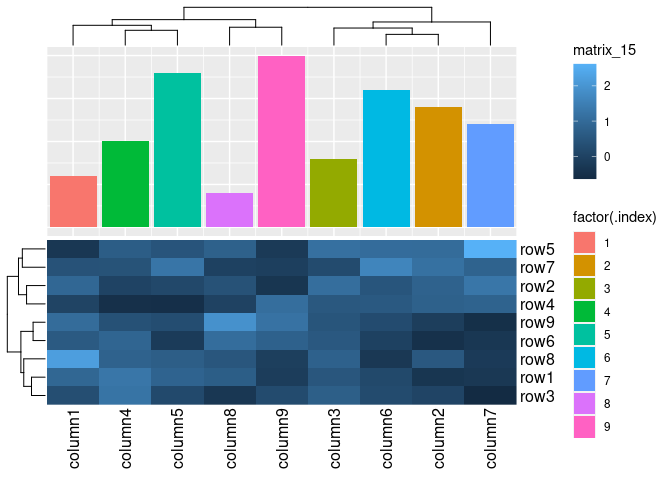 matrix_15
2
1
0
factor(.index)
1
2
3
4
5
6
7
8
9
row5
row7
row2
row4
row9
row6
row8
row1
row3
column1
column4
column5
column8
column9
column3
column6
column2
column7